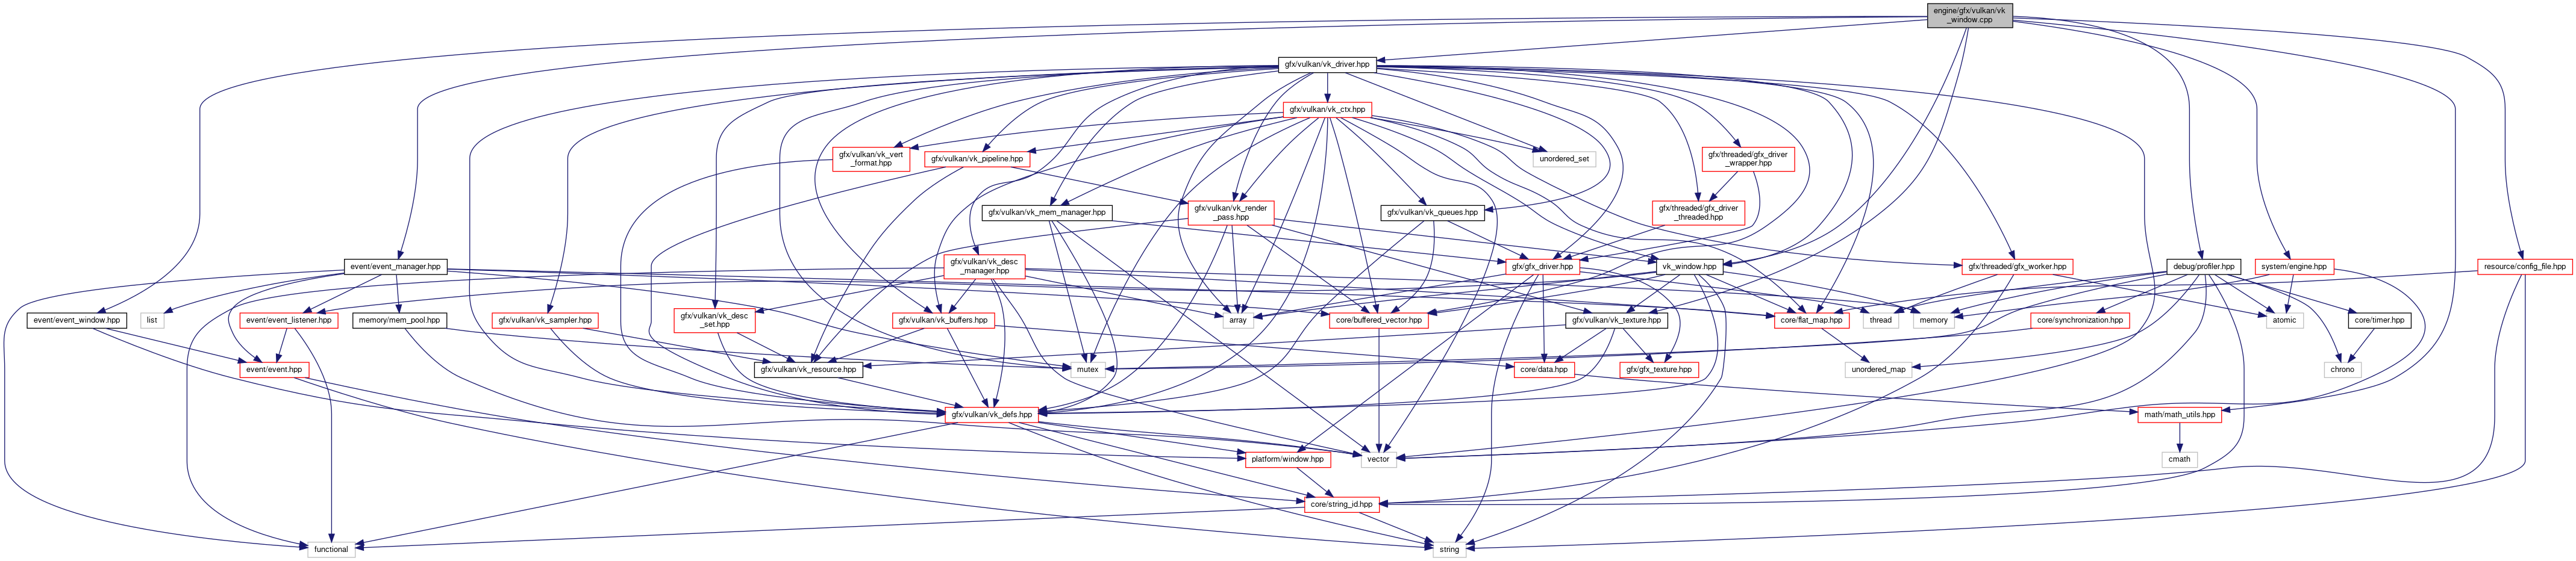 engine/gfx/vulkan/vk
_window.cpp
gfx/vulkan/vk_driver.hpp
gfx/vulkan/vk_ctx.hpp
gfx/vulkan/vk_vert
_format.hpp
gfx/vulkan/vk_pipeline.hpp
unordered_set
gfx/threaded/gfx_driver
_wrapper.hpp
gfx/vulkan/vk_mem_manager.hpp
gfx/vulkan/vk_render
_pass.hpp
gfx/vulkan/vk_queues.hpp
gfx/threaded/gfx_driver
_threaded.hpp
event/event_manager.hpp
gfx/vulkan/vk_desc
_manager.hpp
gfx/gfx_driver.hpp
vk_window.hpp
gfx/threaded/gfx_worker.hpp
debug/profiler.hpp
system/engine.hpp
resource/config_file.hpp
event/event_window.hpp
list
event/event_listener.hpp
memory/mem_pool.hpp
gfx/vulkan/vk_sampler.hpp
gfx/vulkan/vk_desc
_set.hpp
gfx/vulkan/vk_buffers.hpp
array
core/buffered_vector.hpp
gfx/vulkan/vk_texture.hpp
core/flat_map.hpp
thread
memory
core/synchronization.hpp
atomic
core/timer.hpp
event/event.hpp
gfx/vulkan/vk_resource.hpp
mutex
core/data.hpp
gfx/gfx_texture.hpp
unordered_map
chrono
gfx/vulkan/vk_defs.hpp
math/math_utils.hpp
platform/window.hpp
vector
cmath
core/string_id.hpp
functional
string